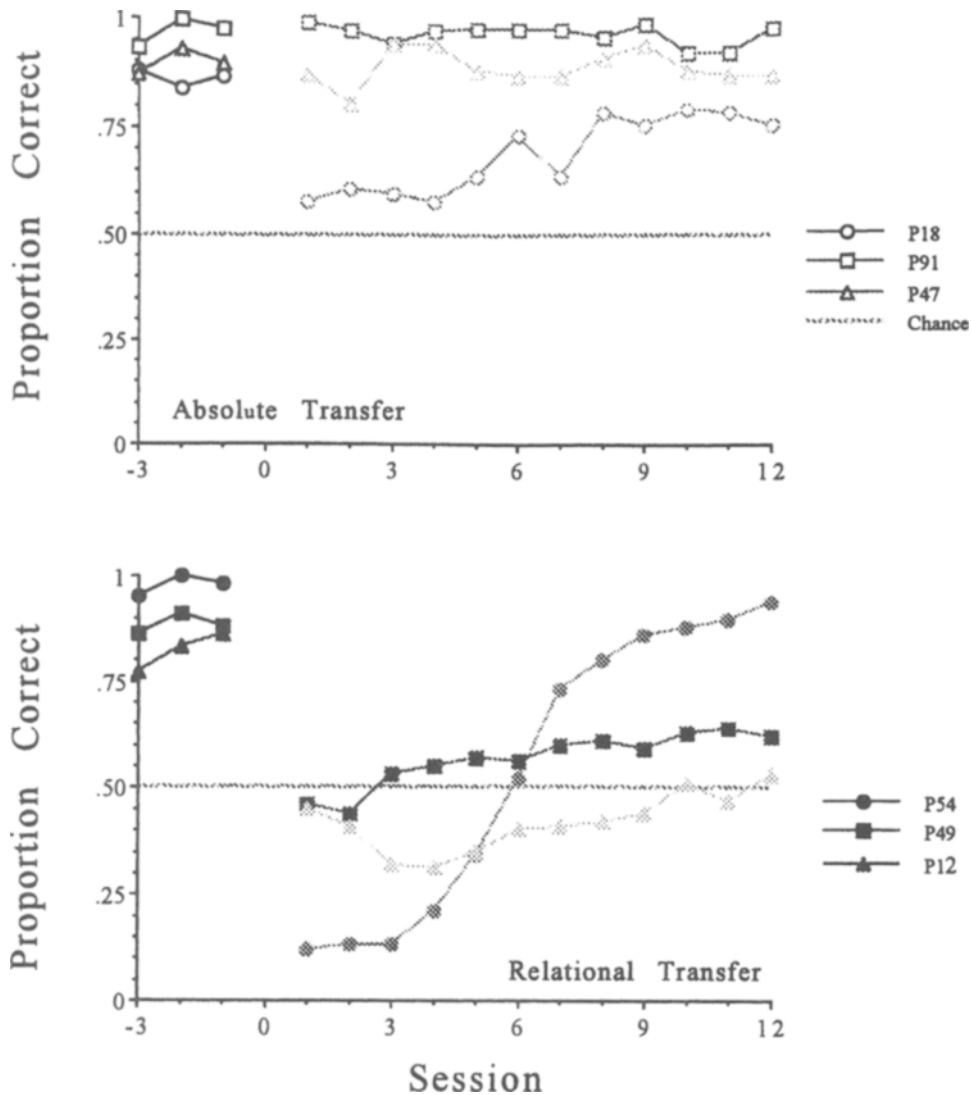 Proportion Correct
1
.75
.50
.25
0
-3 0 3 6 9 12
Absolute Transfer
P18
P91
P47
Chance
Proportion Correct
1
.75
.50
.25
0
-3 0 3 6 9 12
Relational Transfer
P54
P49
P12
Session